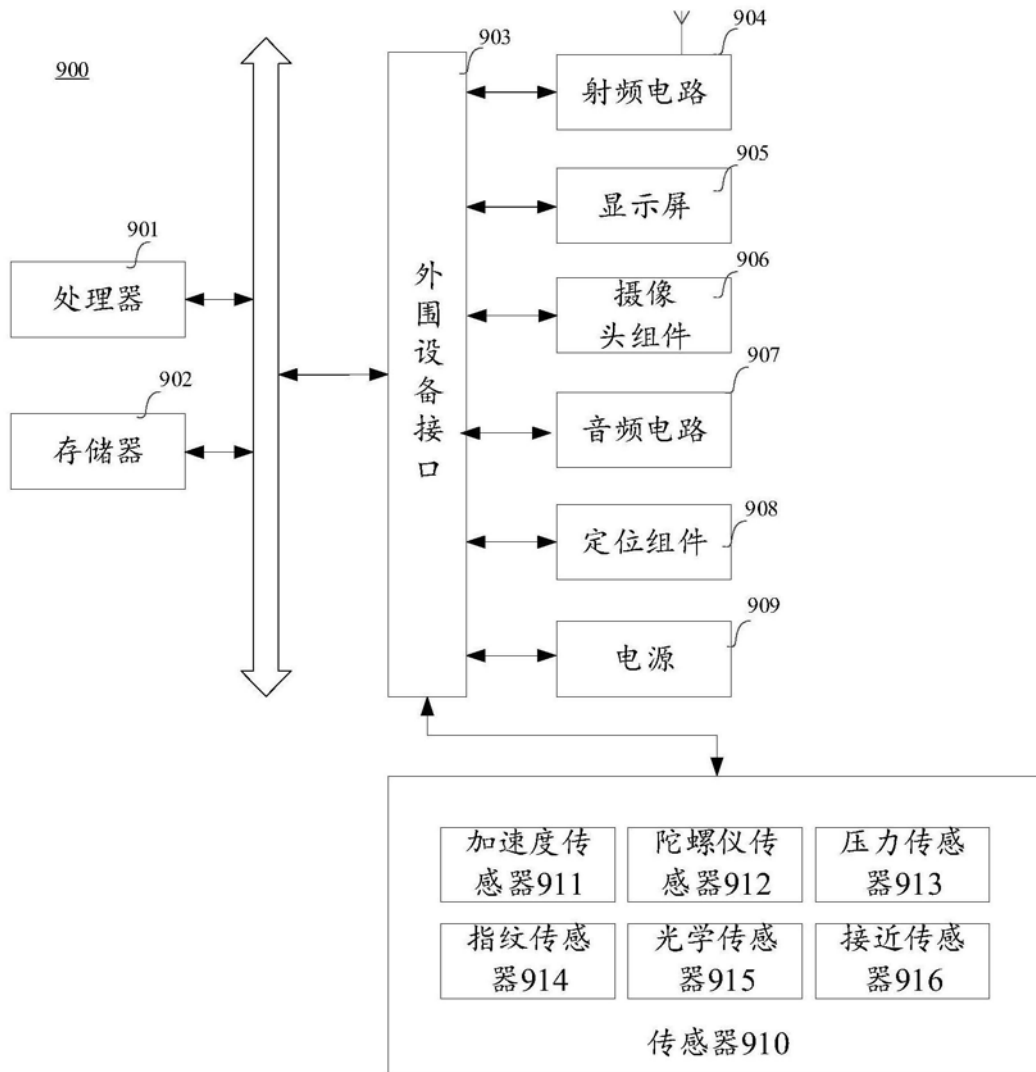 900
903
904
射频电路
905
显示屏
901
处理器
906
摄像
头组件
外
围
设
备
接
口
902
存储器
907
音频电路
908
定位组件
909
电源
加速度传
感器911
陀螺仪传
感器912
压力传感
器913
指纹传感
器914
光学传感
器915
接近传感
器916
传感器910